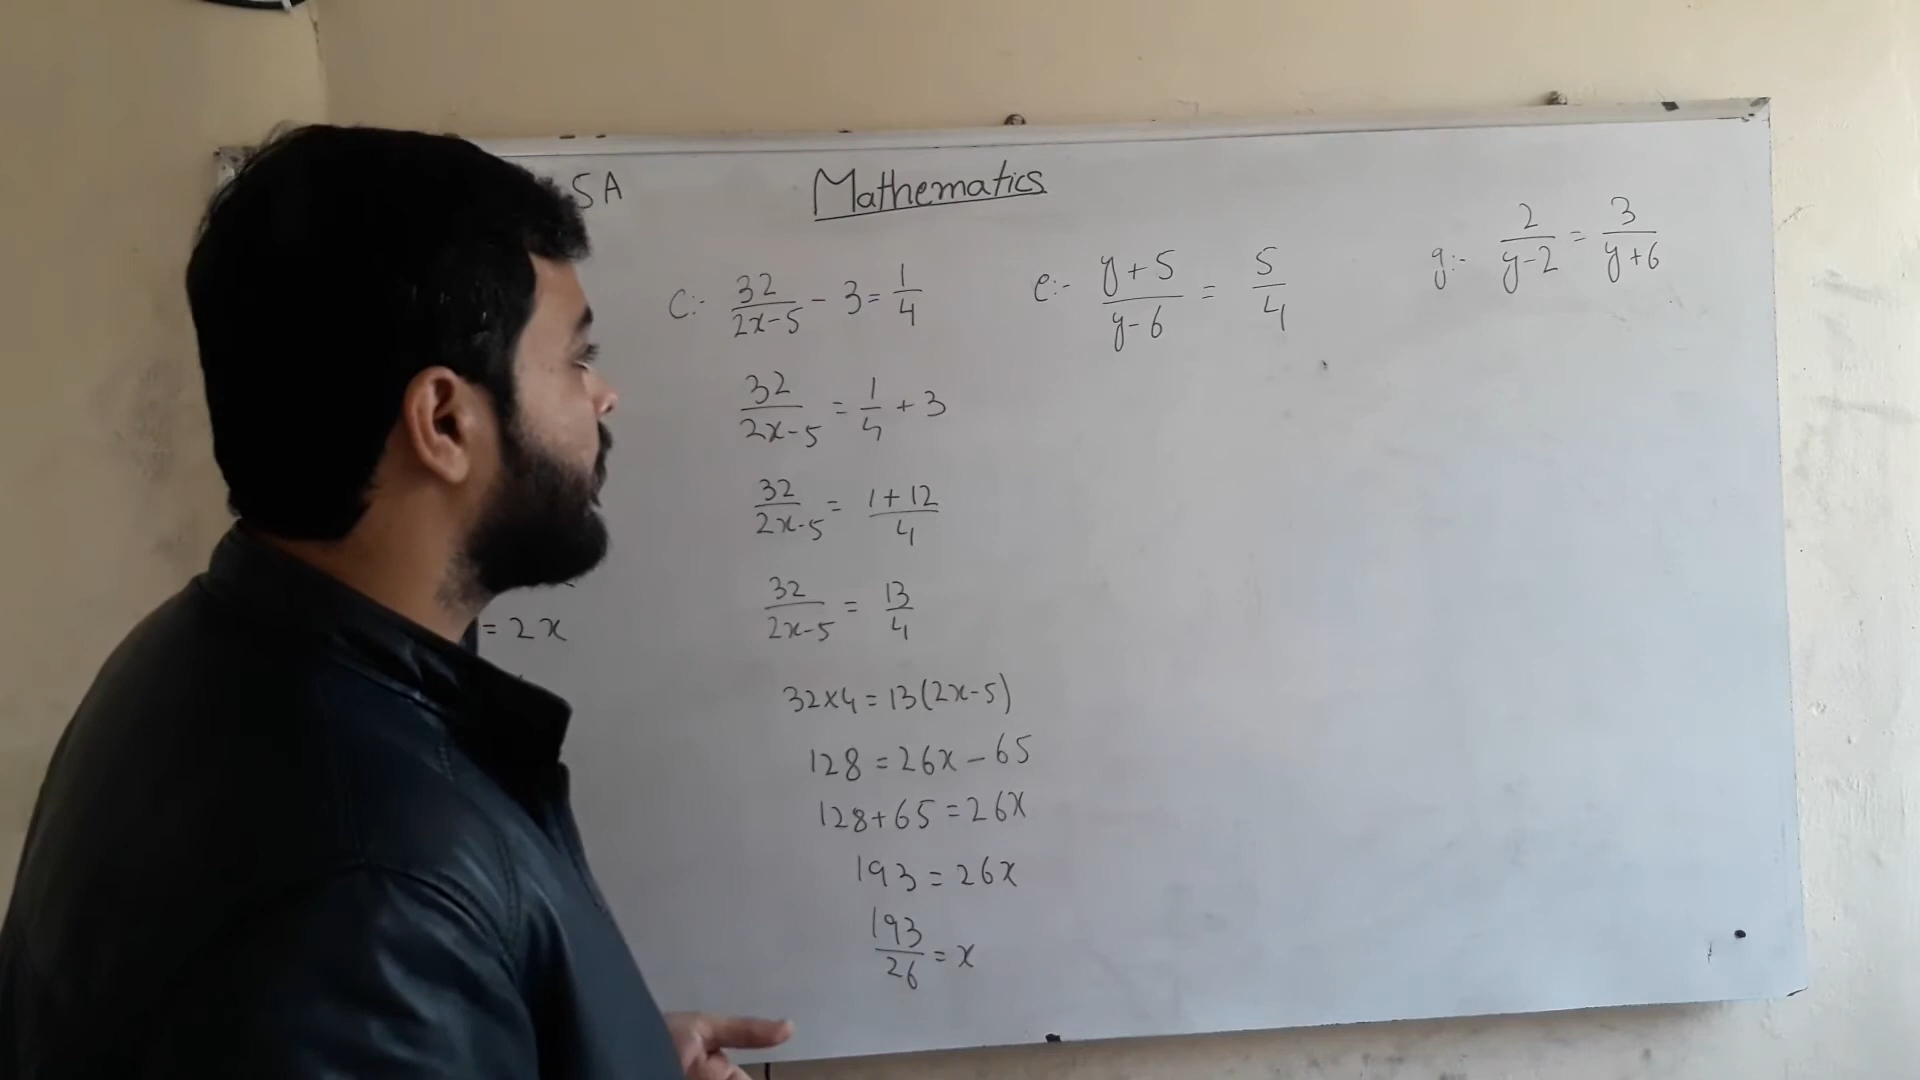 5A
Mathematics
= 2x
C:- 32/(2x-5) - 3 = 1/4
32/(2x-5) = 1/4 + 3
32/(2x-5) = (1+12)/4
32/(2x-5) = 13/4
32×4 = 13(2x-5)
128 = 26x - 65
128+65 = 26x
193 = 26x
193/26 = x
e:- (y+5)/(y-6) = 5/4
g:- 2/(y-2) = 3/(y+6)